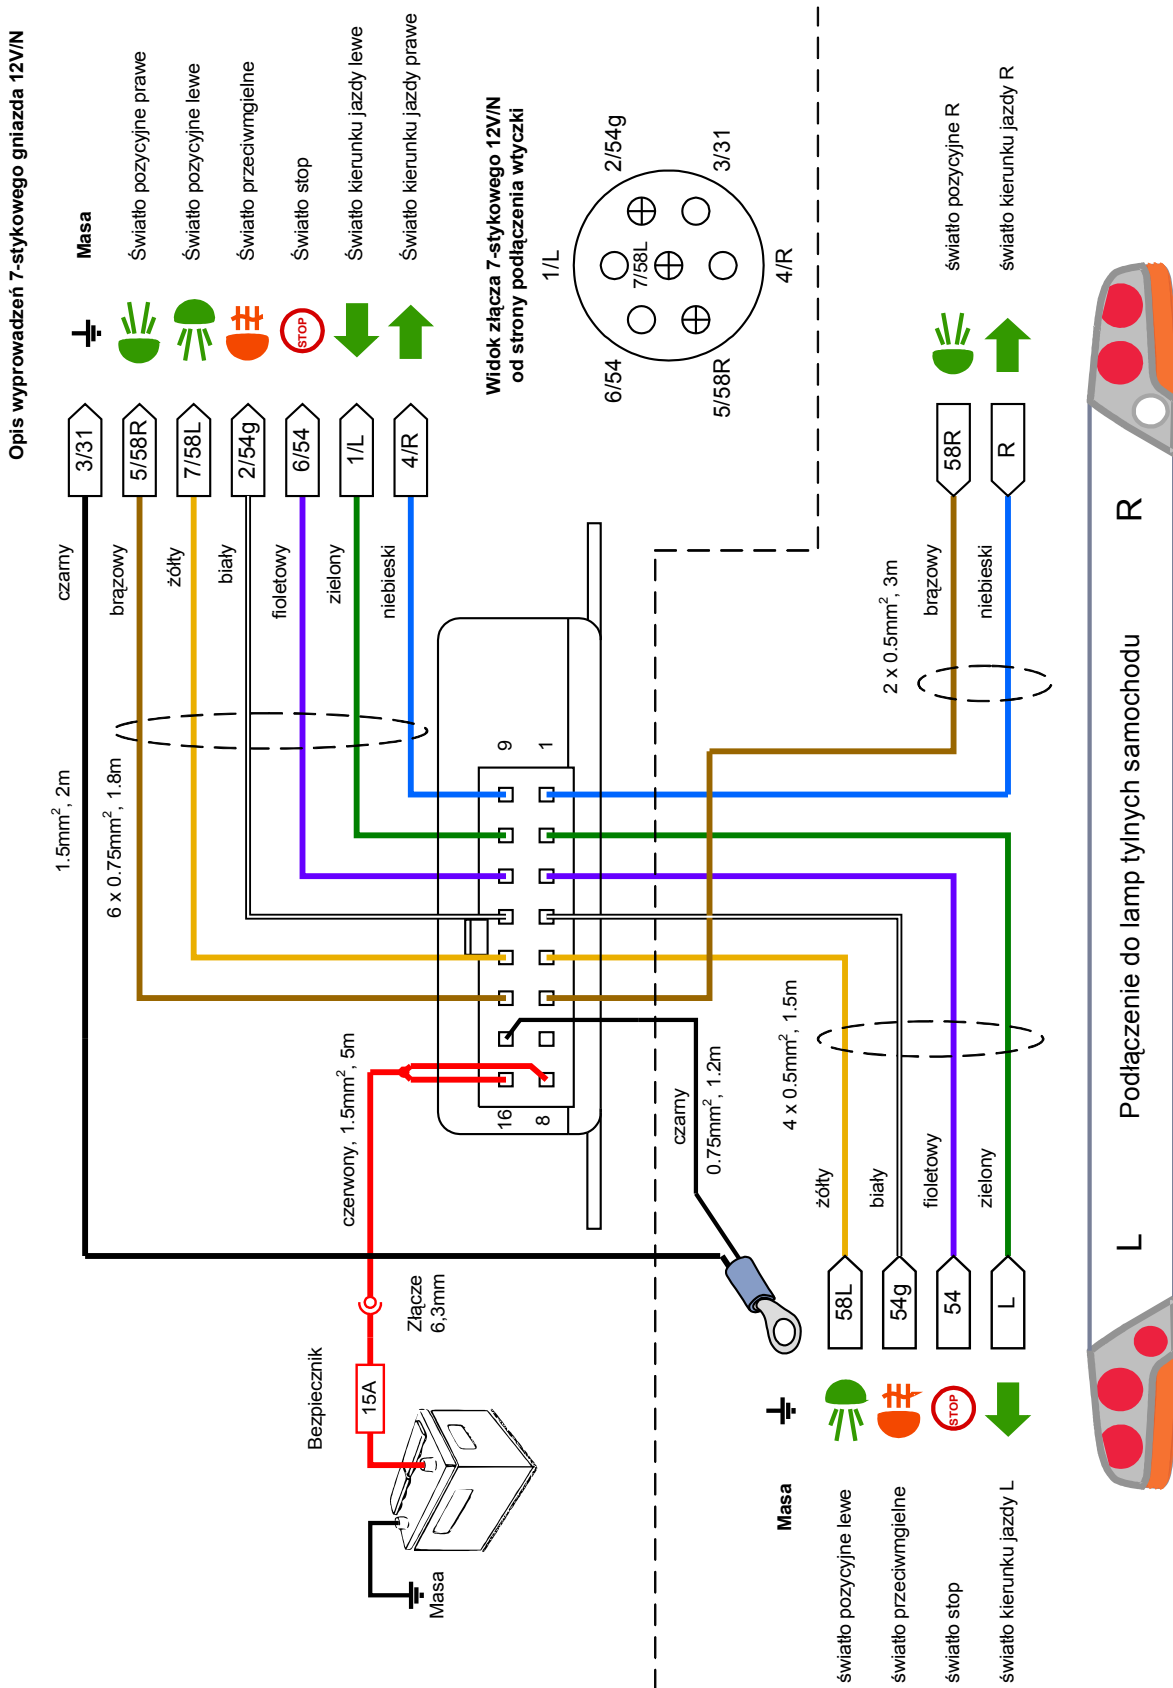 Opis wyprowadzeń 7-stykowego gniazda 12V/N
Masa
Światło pozycyjne prawe
Światło pozycyjne lewe
Światło przeciwmgielne
Światło stop
Światło kierunku jazdy lewe
Światło kierunku jazdy prawe
STOP
3/31
5/58R
7/58L
2/54g
6/54
1/L
4/R
czarny
brązowy
żółty
biały
fioletowy
zielony
niebieski
1.5mm², 2m
6 x 0.75mm², 1.8m
Widok złącza 7-stykowego 12V/N
od strony podłączenia wtyczki
1/L
2/54g
3/31
4/R
5/58R
6/54
7/58L
9
1
16
8
czerwony, 1.5mm², 5m
Złącze
6,3mm
Bezpiecznik
15A
Masa
czarny
0.75mm², 1.2m
4 x 0.5mm², 1.5m
żółty
biały
fioletowy
zielony
58L
54g
54
L
STOP
Masa
światło pozycyjne lewe
światło przeciwmgielne
światło stop
światło kierunku jazdy L
2 x 0.5mm², 3m
brązowy
niebieski
58R
R
światło pozycyjne R
światło kierunku jazdy R
L
Podłączenie do lamp tylnych samochodu
R